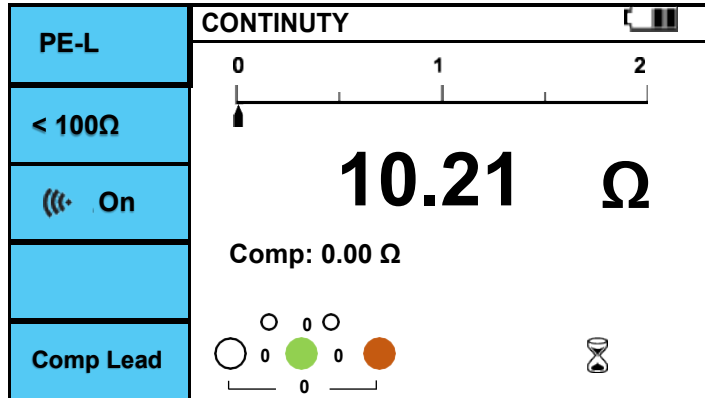 PE-L
CONTINUTY
0 1 2
< 100Ω
10.21 Ω
On
Comp: 0.00 Ω
0
0 0
Comp Lead
0